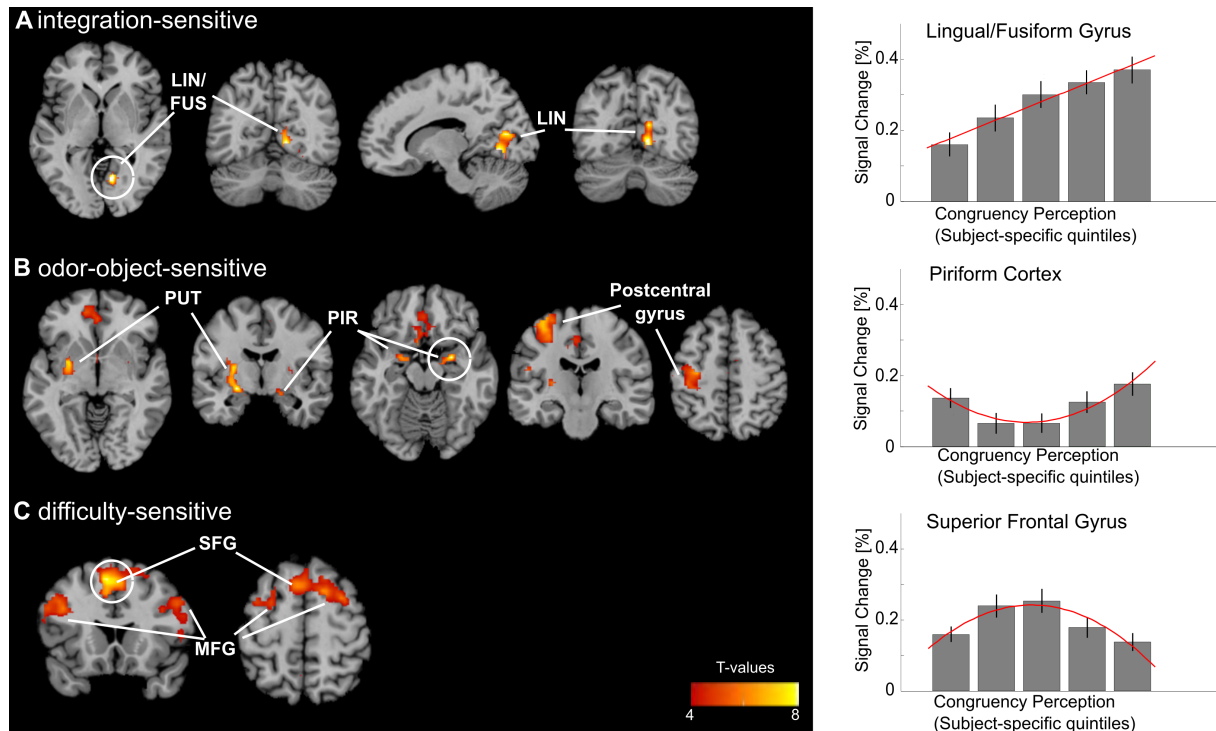 A integration-sensitive
LIN/
FUS
LIN
Lingual/Fusiform Gyrus
Signal Change [%]
0.4
0.2
0
Congruency Perception
(Subject-specific quintiles)
B odor-object-sensitive
PUT
PIR
Postcentral
gyrus
Piriform Cortex
Signal Change [%]
0.4
0.2
0
Congruency Perception
(Subject-specific quintiles)
C difficulty-sensitive
SFG
MFG
T-values
4 8
Superior Frontal Gyrus
Signal Change [%]
0.4
0.2
0
Congruency Perception
(Subject-specific quintiles)